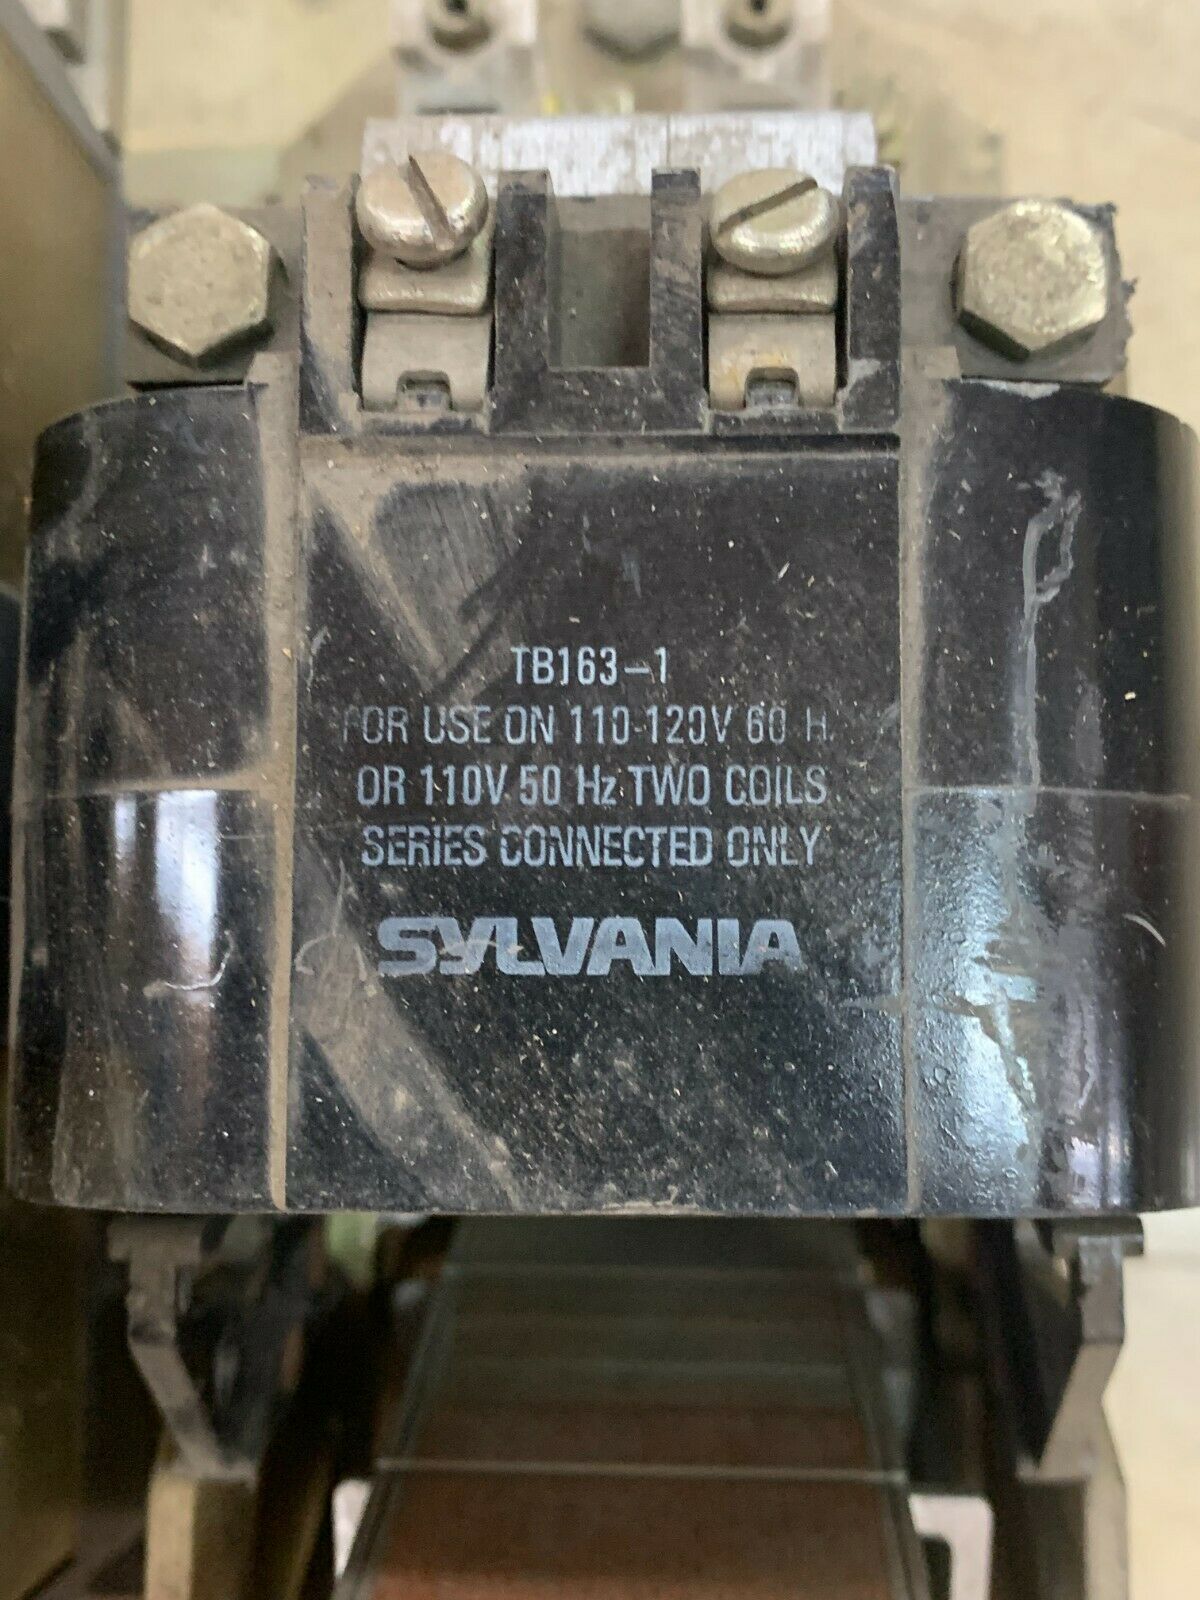 TB163-1
FOR USE ON 110-120V 60 H
OR 110V 50 Hz TWO COILS
SERIES CONNECTED ONLY
SYLVANIA